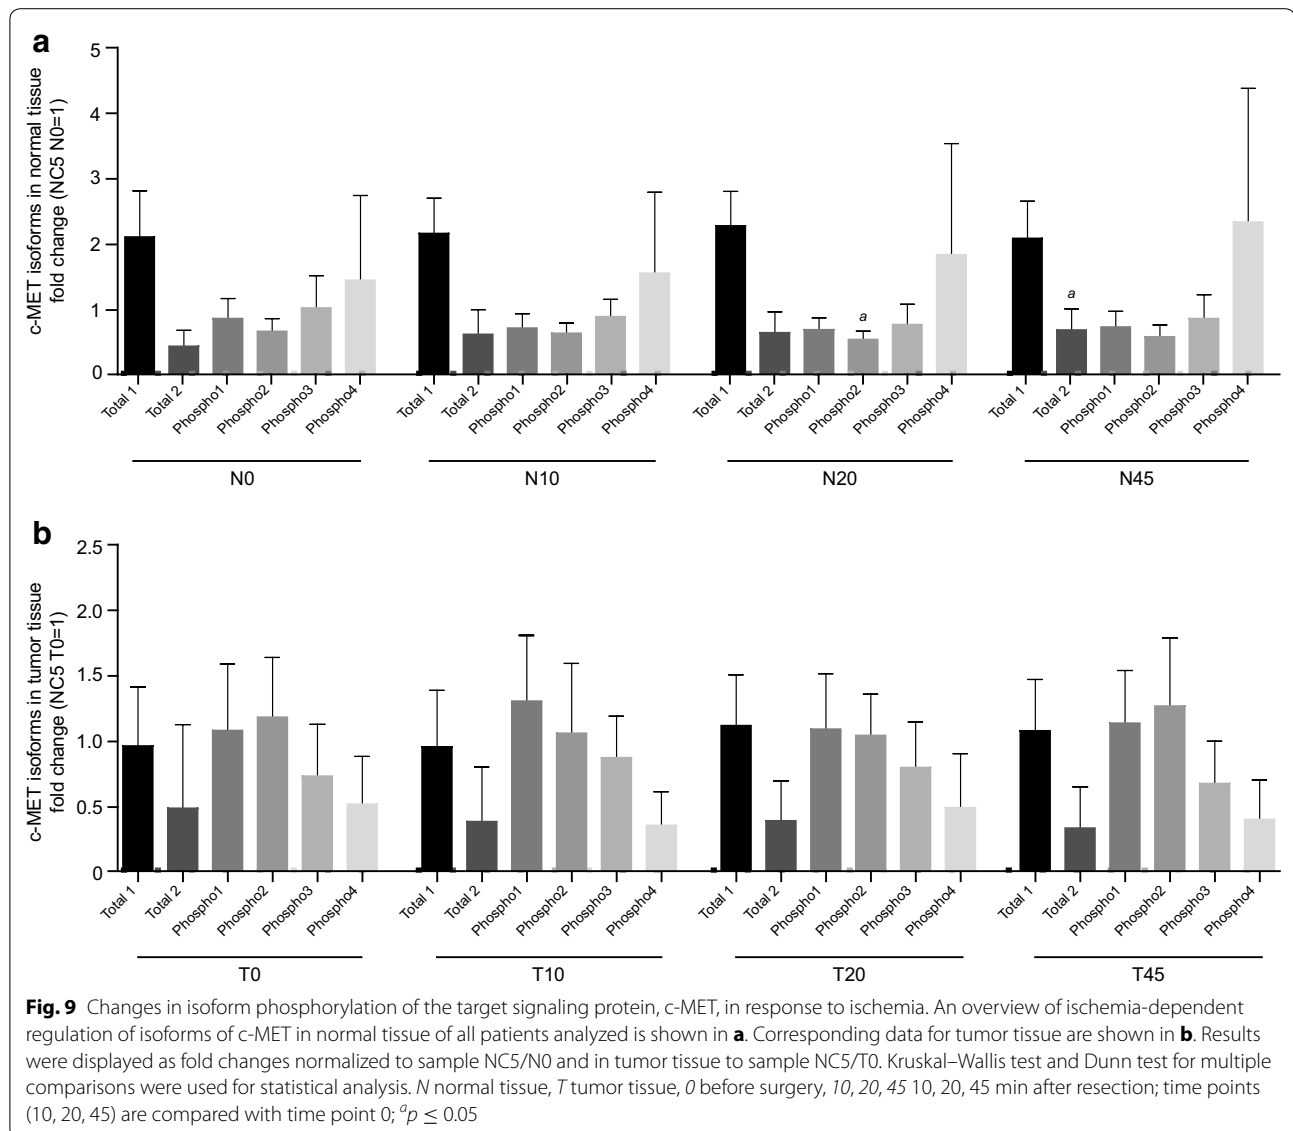 a
c-MET isoforms in normal tissue
fold change (NC5 N0=1)
5
4
3
2
1
0
a
a
Total 1 Total 2 Phospho1 Phospho2 Phospho3 Phospho4 Total 1 Total 2 Phospho1 Phospho2 Phospho3 Phospho4 Total 1 Total 2 Phospho1 Phospho2 Phospho3 Phospho4 Total 1 Total 2 Phospho1 Phospho2 Phospho3 Phospho4
N0 N10 N20 N45
b
c-MET isoforms in tumor tissue
fold change (NC5 T0=1)
2.5
2.0
1.5
1.0
0.5
0
Total 1 Total 2 Phospho1 Phospho2 Phospho3 Phospho4 Total 1 Total 2 Phospho1 Phospho2 Phospho3 Phospho4 Total 1 Total 2 Phospho1 Phospho2 Phospho3 Phospho4 Total 1 Total 2 Phospho1 Phospho2 Phospho3 Phospho4
T0 T10 T20 T45
Fig. 9 Changes in isoform phosphorylation of the target signaling protein, c-MET, in response to ischemia. An overview of ischemia-dependent
regulation of isoforms of c-MET in normal tissue of all patients analyzed is shown in a. Corresponding data for tumor tissue are shown in b. Results
were displayed as fold changes normalized to sample NC5/N0 and in tumor tissue to sample NC5/T0. Kruskal–Wallis test and Dunn test for multiple
comparisons were used for statistical analysis. N normal tissue, T tumor tissue, 0 before surgery, 10, 20, 45 10, 20, 45 min after resection; time points
(10, 20, 45) are compared with time point 0; ᵃp ≤ 0.05